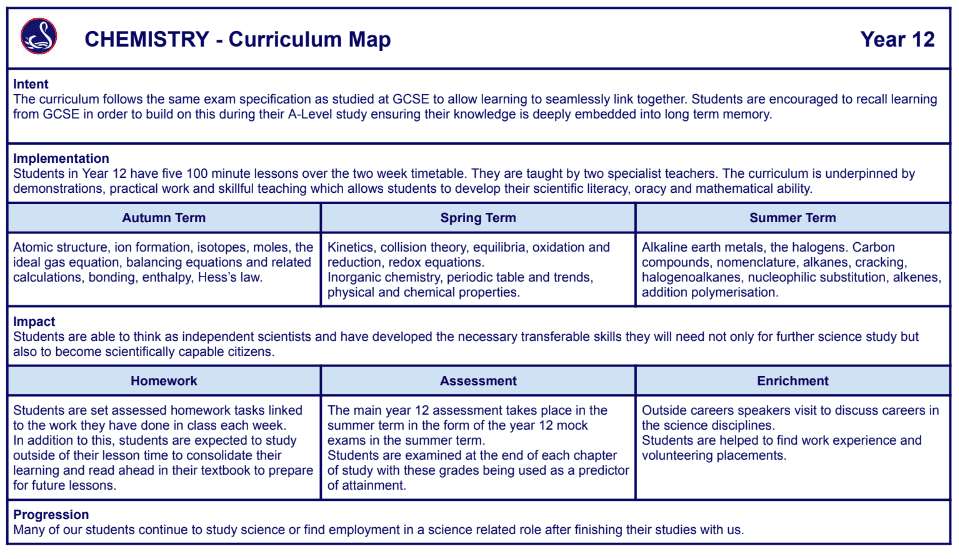 CHEMISTRY - Curriculum Map
Year 12
Intent
The curriculum follows the same exam specification as studied at GCSE to allow learning to seamlessly link together. Students are encouraged to recall learning
from GCSE in order to build on this during their A-Level study ensuring their knowledge is deeply embedded into long term memory.
Implementation
Students in Year 12 have five 100 minute lessons over the two week timetable. They are taught by two specialist teachers. The curriculum is underpinned by
demonstrations, practical work and skillful teaching which allows students to develop their scientific literacy, oracy and mathematical ability.
Autumn Term
Atomic structure, ion formation, isotopes, moles, the
ideal gas equation, balancing equations and related
calculations, bonding, enthalpy, Hess's law.
Spring Term
Kinetics, collision theory, equilibria, oxidation and
reduction, redox equations.
Inorganic chemistry, periodic table and trends,
physical and chemical properties.
Summer Term
Alkaline earth metals, the halogens. Carbon
compounds, nomenclature, alkanes, cracking,
halogenoalkanes, nucleophilic substitution, alkenes,
addition polymerisation.
Impact
Students are able to think as independent scientists and have developed the necessary transferable skills they will need not only for further science study but
also to become scientifically capable citizens.
Homework
Students are set assessed homework tasks linked
to the work they have done in class each week.
In addition to this, students are expected to study
outside of their lesson time to consolidate their
learning and read ahead in their textbook to prepare
for future lessons.
Assessment
The main year 12 assessment takes place in the
summer term in the form of the year 12 mock
exams in the summer term.
Students are examined at the end of each chapter
of study with these grades being used as a predictor
of attainment.
Enrichment
Outside careers speakers visit to discuss careers in
the science disciplines.
Students are helped to find work experience and
volunteering placements.
Progression
Many of our students continue to study science or find employment in a science related role after finishing their studies with us.